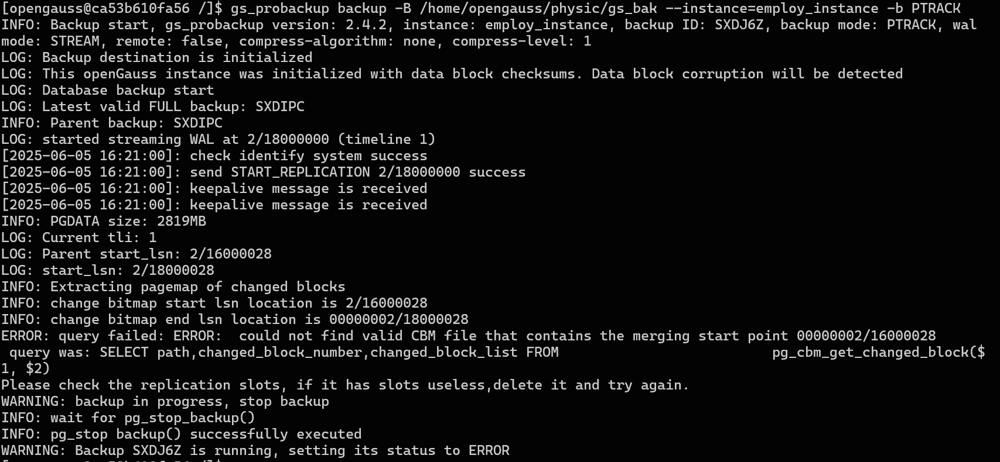 [opengauss@ca53b610fa56 /]$ gs_probackup backup -B /home/opengauss/physic/gs_bak --instance=employ_instance -b PTRACK
INFO: Backup start, gs_probackup version: 2.4.2, instance: employ_instance, backup ID: SXDJ6Z, backup mode: PTRACK, wal
mode: STREAM, remote: false, compress-algorithm: none, compress-level: 1
LOG: Backup destination is initialized
LOG: This openGauss instance was initialized with data block checksums. Data block corruption will be detected
LOG: Database backup start
LOG: Latest valid FULL backup: SXDIPC
INFO: Parent backup: SXDIPC
LOG: started streaming WAL at 2/18000000 (timeline 1)
[2025-06-05 16:21:00]: check identify system success
[2025-06-05 16:21:00]: send START_REPLICATION 2/18000000 success
[2025-06-05 16:21:00]: keepalive message is received
[2025-06-05 16:21:00]: keepalive message is received
INFO: PGDATA size: 2819MB
LOG: Current tli: 1
LOG: Parent start_lsn: 2/16000028
LOG: start_lsn: 2/18000028
INFO: Extracting pagemap of changed blocks
INFO: change bitmap start lsn location is 2/16000028
INFO: change bitmap end lsn location is 00000002/18000028
ERROR: query failed: ERROR:  could not find valid CBM file that contains the merging start point 00000002/16000028
 query was: SELECT path,changed_block_number,changed_block_list FROM                          pg_cbm_get_changed_block($
1, $2)
Please check the replication slots, if it has slots useless,delete it and try again.
WARNING: backup in progress, stop backup
INFO: wait for pg_stop_backup()
INFO: pg_stop backup() successfully executed
WARNING: Backup SXDJ6Z is running, setting its status to ERROR